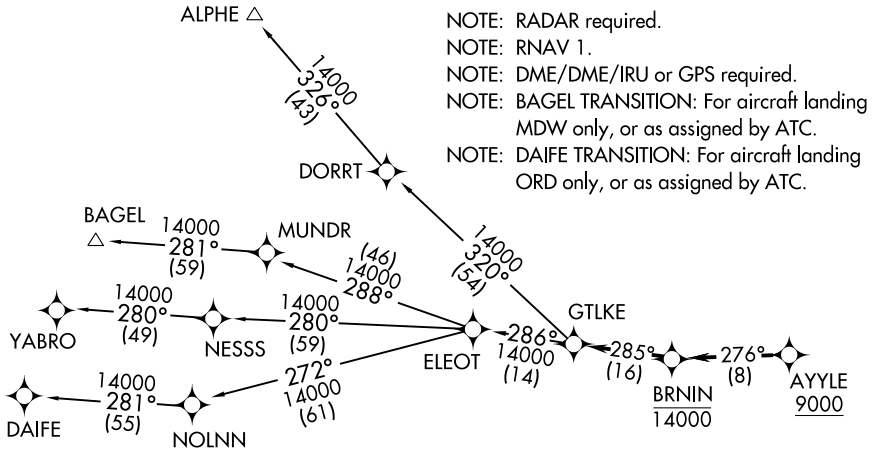 ALPHE
NOTE: RADAR required.
NOTE: RNAV 1.
NOTE: DME/DME/IRU or GPS required.
NOTE: BAGEL TRANSITION: For aircraft landing
MDW only, or as assigned by ATC.
NOTE: DAIFE TRANSITION: For aircraft landing
ORD only, or as assigned by ATC.
14000
326°
(43)
DORRT
BAGEL
14000
281°
(59)
MUNDR
(46)
14000
288°
14000
320°
(54)
GTLKE
YABRO
14000
280°
(49)
NESSS
14000
280°
(59)
ELEOT
286°
14000
(14)
285°
(16)
BRNIN
14000
276°
(8)
AYYLE
9000
272°
14000
(61)
DAIFE
14000
281°
(55)
NOLNN